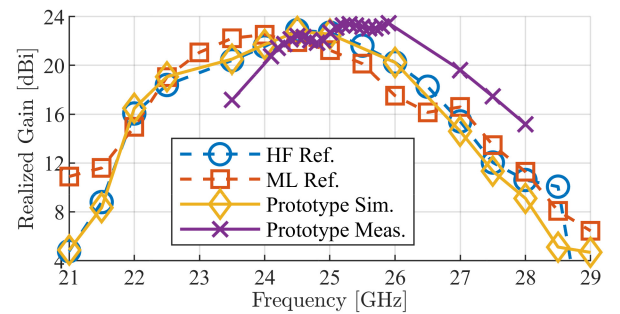 24
20
16
12
8
4
Realized Gain [dBi]
HF Ref.
ML Ref.
Prototype Sim.
Prototype Meas.
21 22 23 24 25 26 27 28 29
Frequency [GHz]